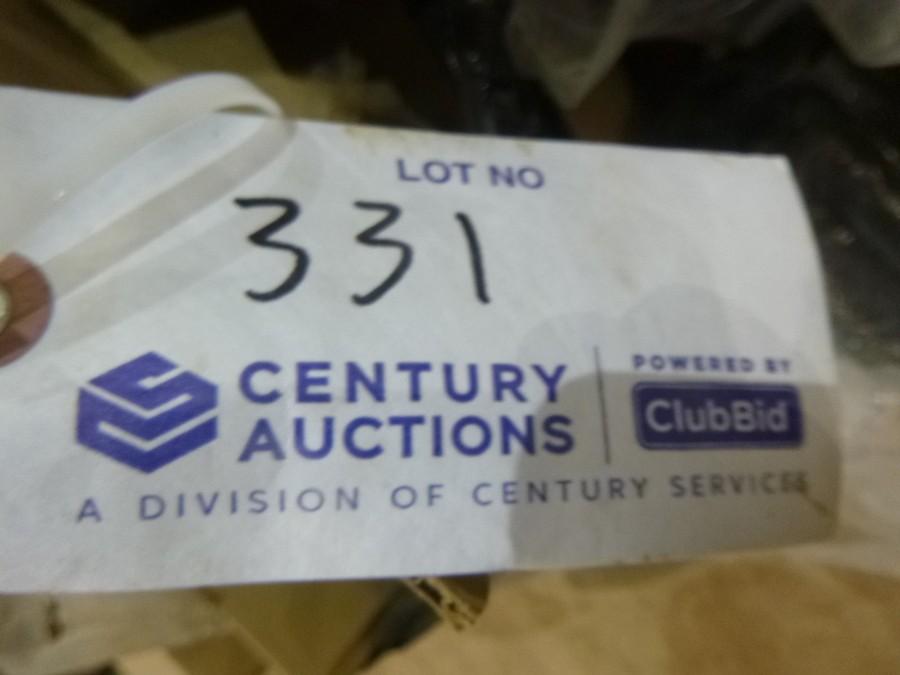 LOT NO
331
CENTURY
AUCTIONS
POWERED BY
ClubBid
A DIVISION OF CENTURY SERVICES